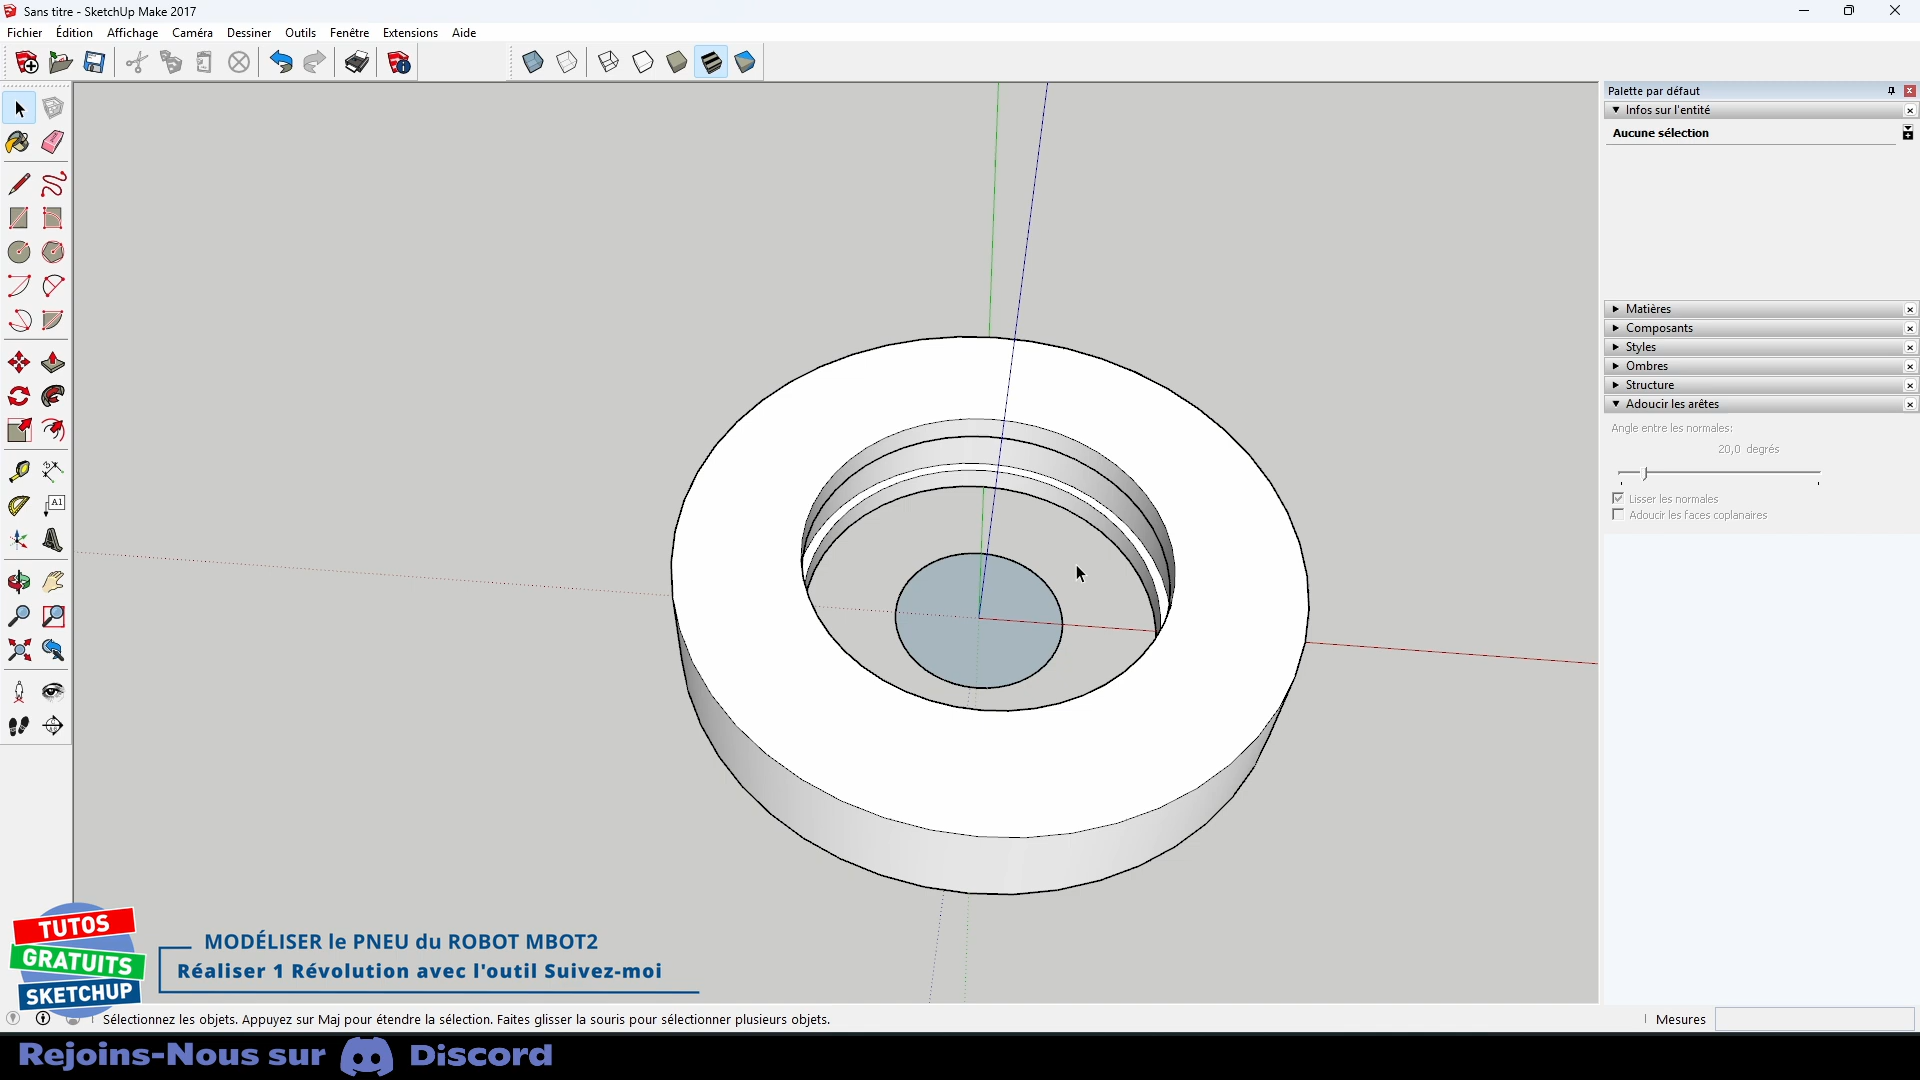 Sans titre - SketchUp Make 2017
Fichier Édition Affichage Caméra Dessiner Outils Fenêtre Extensions Aide
Palette par défaut
Infos sur l'entité
Aucune sélection
Matières
Composants
Styles
Ombres
Structure
Adoucir les arêtes
Angle entre les normales:
20,0 degrés
Lisser les normales
Adoucir les faces coplanaires
A1
TUTOS
GRATUITS
SKETCHUP
MODÉLISER le PNEU du ROBOT MBOT2
Réaliser 1 Révolution avec l'outil Suivez-moi
Sélectionnez les objets. Appuyez sur Maj pour étendre la sélection. Faites glisser la souris pour sélectionner plusieurs objets.
Mesures
Rejoins-Nous sur Discord